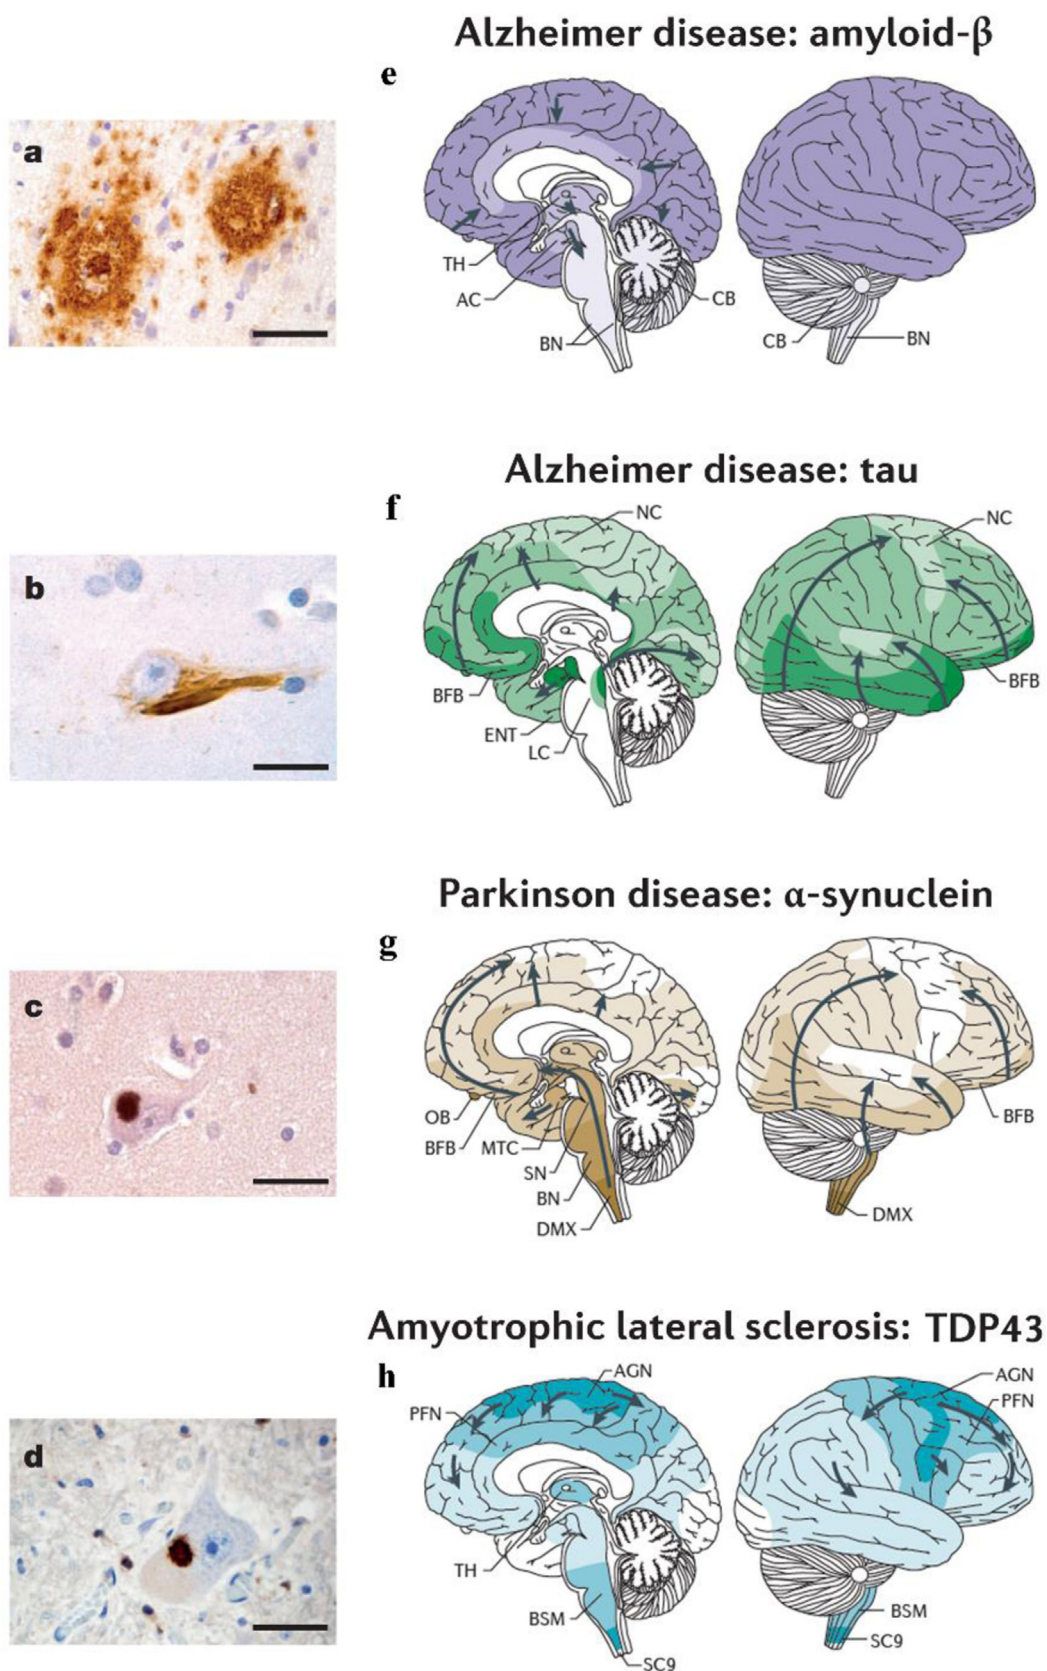 Alzheimer disease: amyloid-β
e
a
TH
AC
BN
CB
CB
BN
Alzheimer disease: tau
f
NC
NC
b
BFB
ENT
LC
BFB
Parkinson disease: α-synuclein
g
c
OB
BFB
MTC
SN
BN
DMX
BFB
DMX
Amyotrophic lateral sclerosis: TDP43
h
AGN
AGN
PFN
PFN
d
TH
BSM
SC9
BSM
SC9